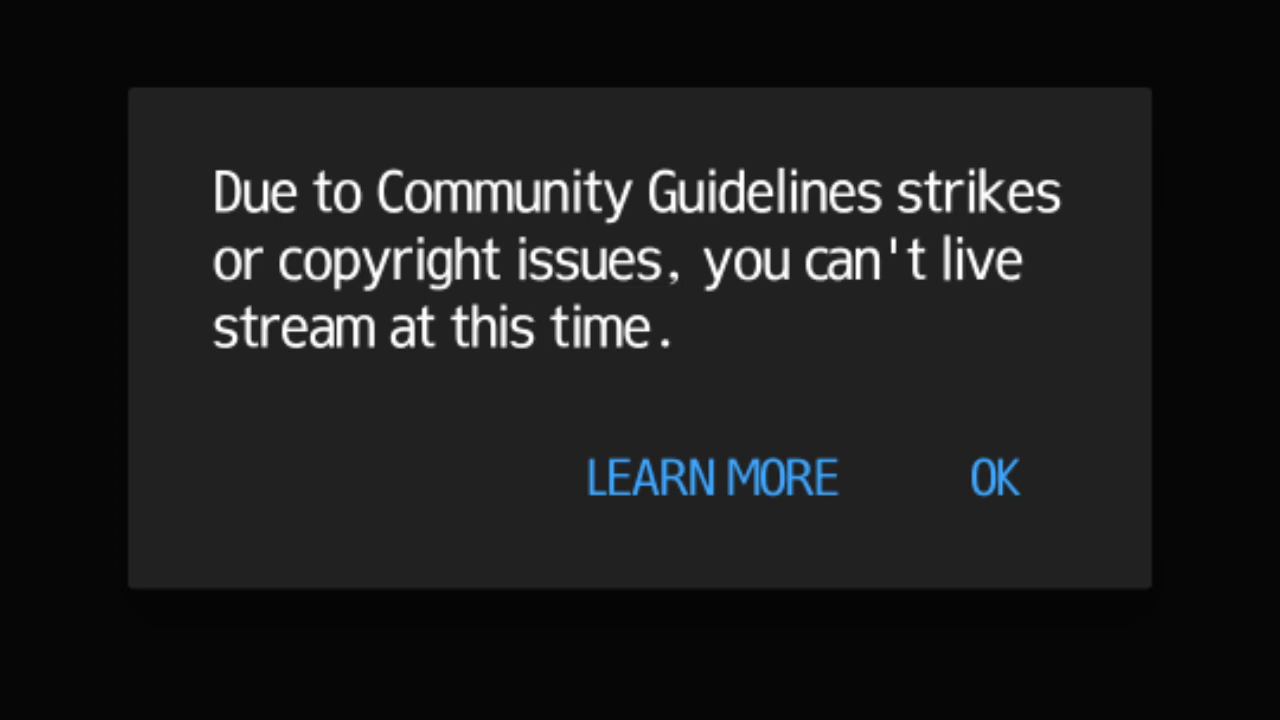 Due to Community Guidelines strikes
or copyright issues, you can't live
stream at this time.
LEARN MORE OK